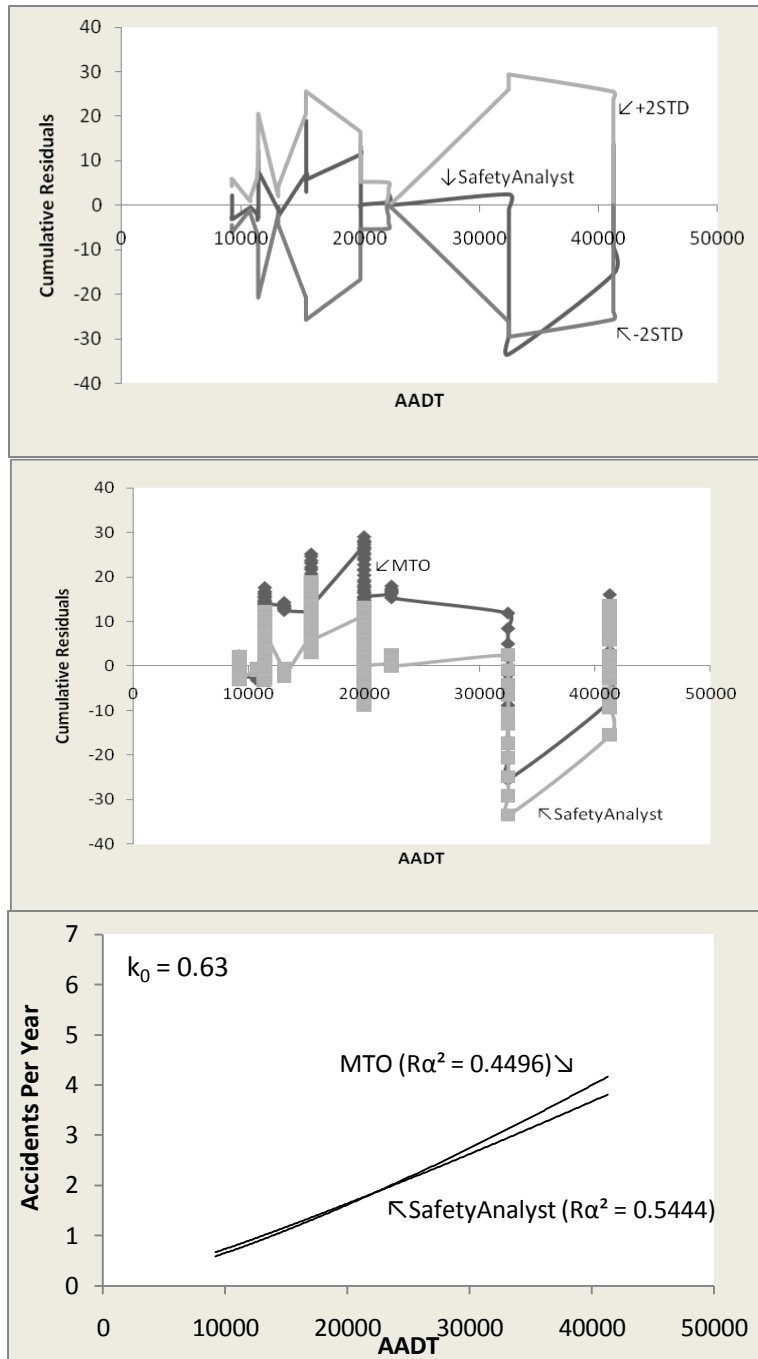 40
30
20
10
0
-10
-20
-30
-40
0 10000 20000 30000 40000 50000
Cumulative Residuals
AADT
↙+2STD
↓SafetyAnalyst
↖-2STD
40
30
20
10
0
-10
-20
-30
-40
0 10000 20000 30000 40000 50000
Cumulative Residuals
AADT
↙MTO
↖SafetyAnalyst
7
6
5
4
3
2
1
0
0 10000 20000 30000 40000 50000
Accidents Per Year
AADT
k₀ = 0.63
MTO (Rα² = 0.4496)↘
↖SafetyAnalyst (Rα² = 0.5444)